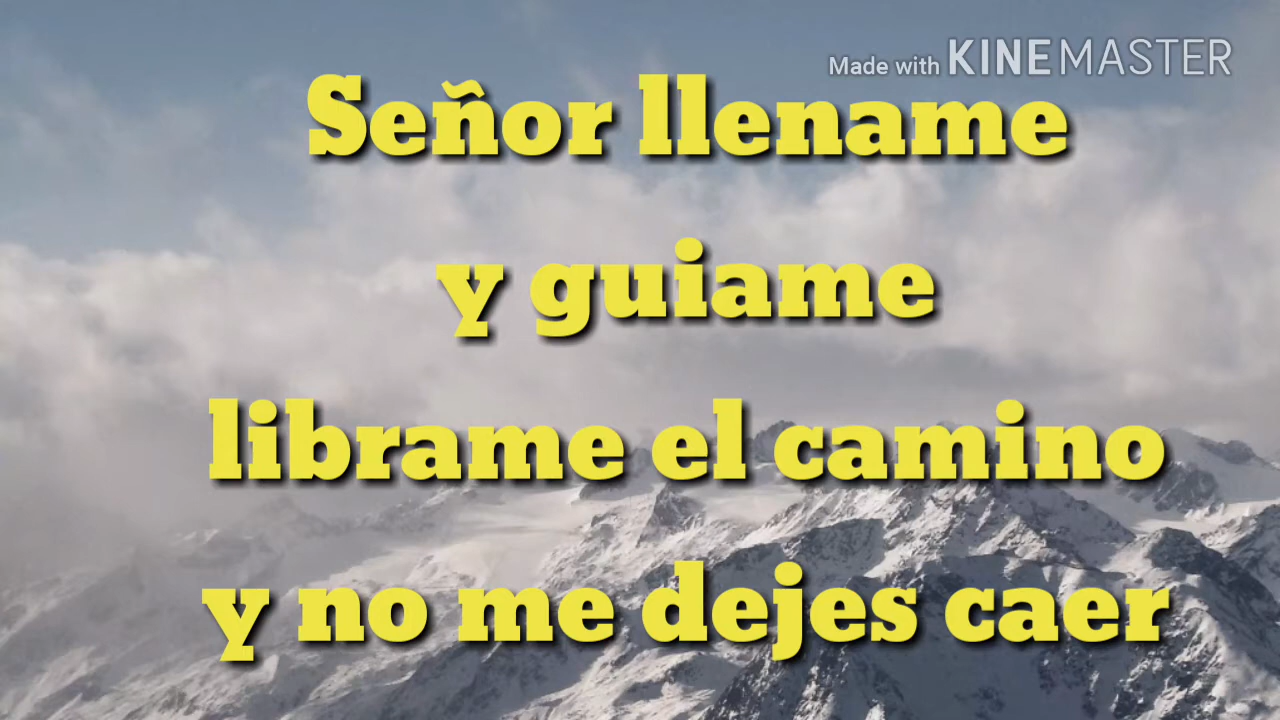 Made with KINEMASTER
Señor llename
y guiame
librame el camino
y no me dejes caer